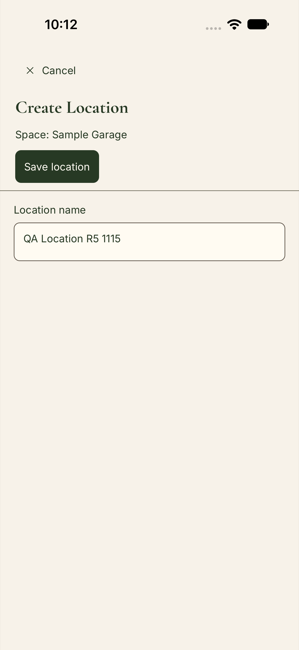 10:12
Cancel
Create Location
Space: Sample Garage
Save location
Location name
QA Location R5 1115